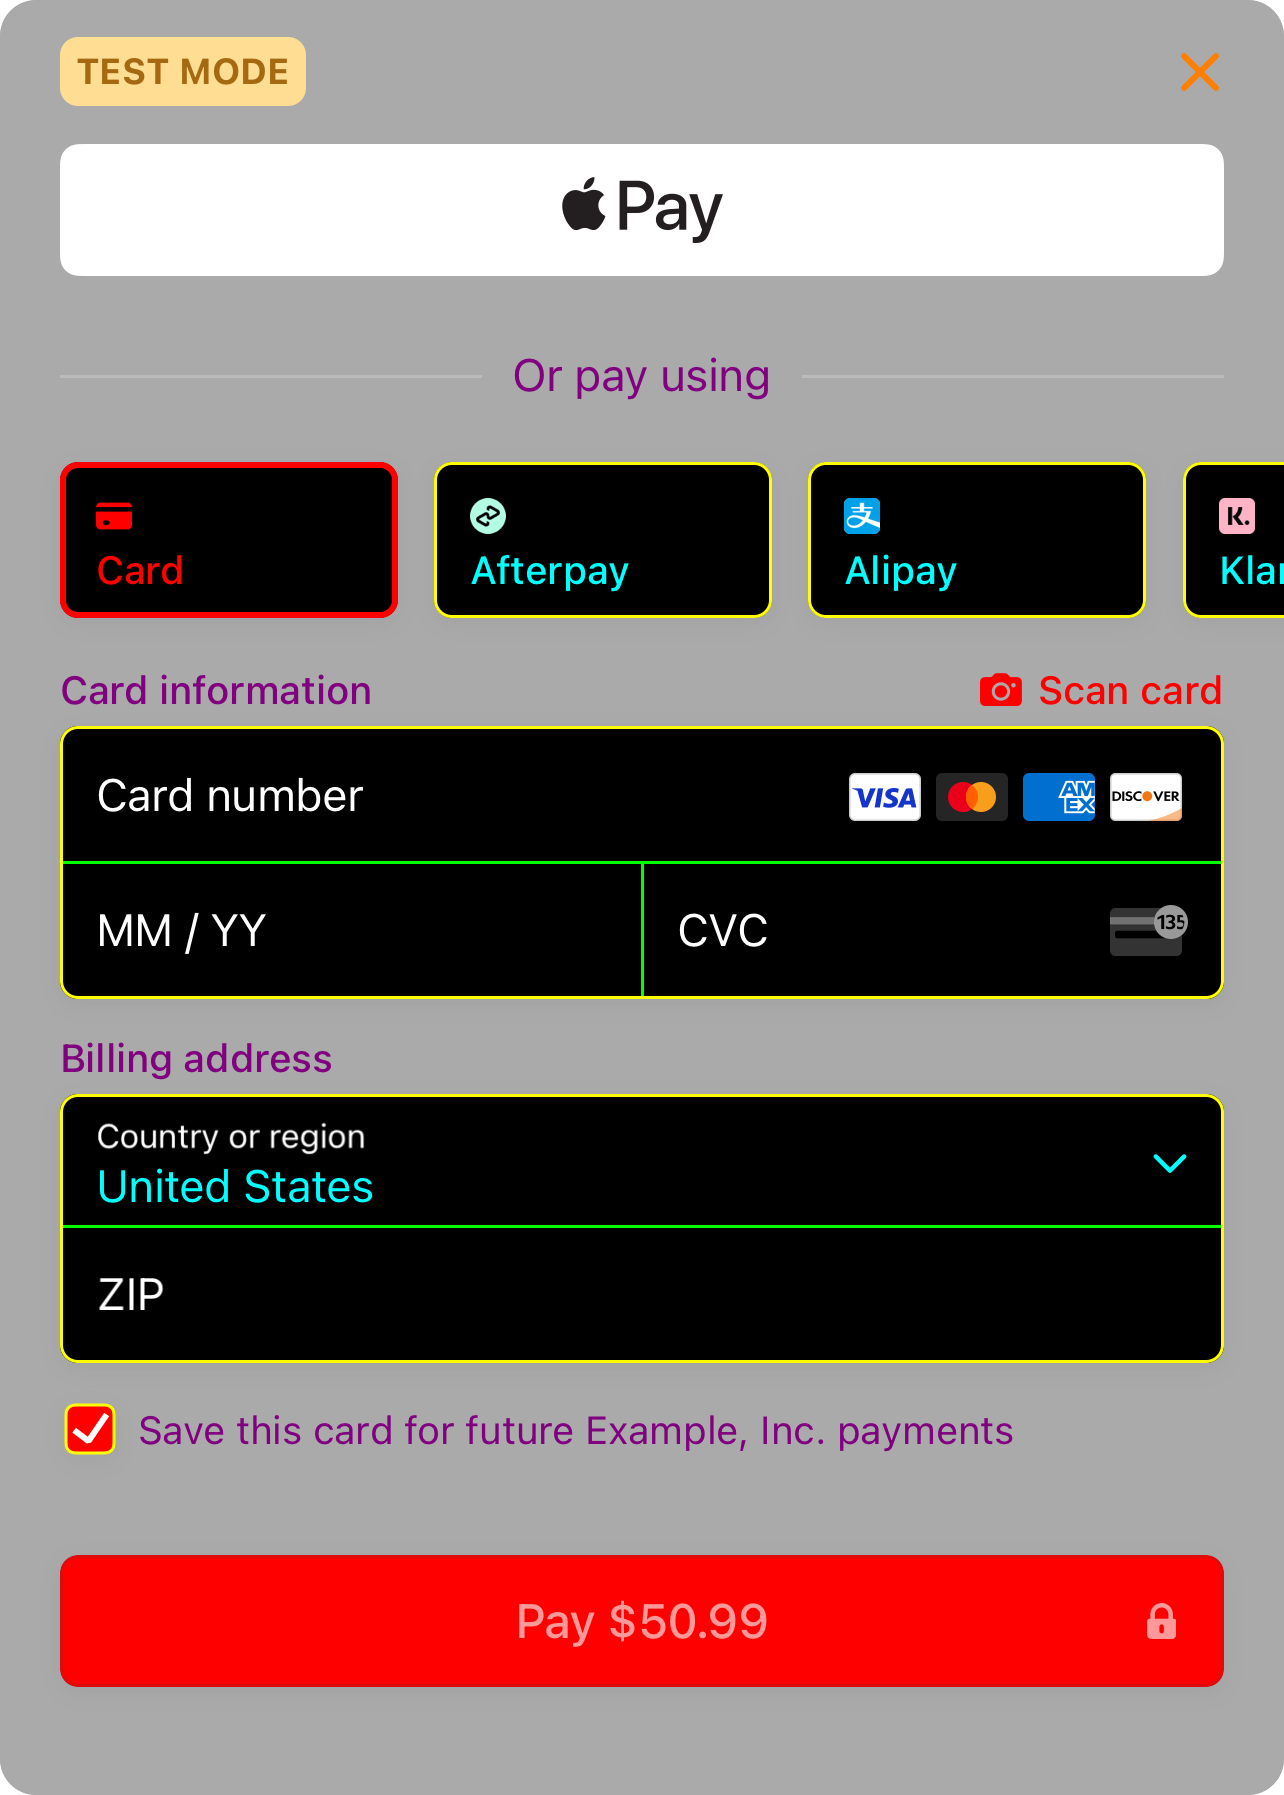 TEST MODE
Pay
Or pay using
Card
Afterpay
支
Alipay
K.
Klar
Card information
Scan card
Card number
VISA
AM
EX
DISCOVER
MM / YY
CVC
135
Billing address
Country or region
United States
ZIP
Save this card for future Example, Inc. payments
Pay $50.99